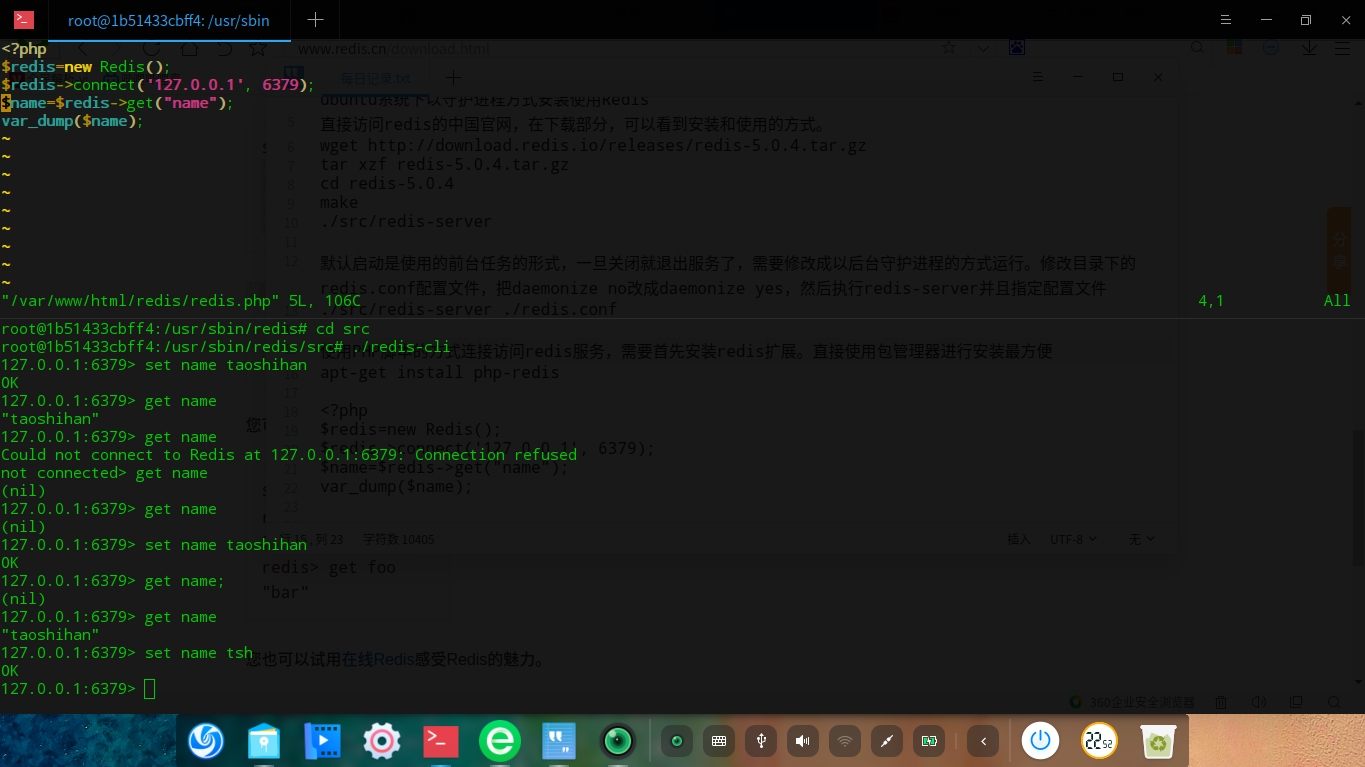 root@1b51433cbff4: /usr/sbin
www.redis.cn/download.html
<?php
$redis=new Redis();
$redis->connect('127.0.0.1', 6379);
$name=$redis->get("name");
var_dump($name);
~
~
~
~
~
~
~
~
~
"/var/www/html/redis/redis.php" 5L, 106C
4,1
All
每日记录.txt
ubuntu系统下以守护进程方式安装使用Redis
5 直接访问redis的中国官网，在下载部分，可以看到安装和使用的方式。
6 wget http://download.redis.io/releases/redis-5.0.4.tar.gz
7 tar xzf redis-5.0.4.tar.gz
8 cd redis-5.0.4
9 make
10 ./src/redis-server
11
12 默认启动是使用的前台任务的形式，一旦关闭就退出服务了，需要修改成以后台守护进程的方式运行。修改目录下的
redis.conf配置文件，把daemonize no改成daemonize yes，然后执行redis-server并且指定配置文件
./src/redis-server ./redis.conf
使用PHP脚本的方式连接访问redis服务，需要首先安装redis扩展。直接使用包管理器进行安装最方便
16 apt-get install php-redis
17
18 <?php
19 $redis=new Redis();
20 $redis->connect('127.0.0.1', 6379);
21 $name=$redis->get("name");
22 var_dump($name);
23
行 15 , 列 23
字符数 10405
插入
UTF-8
无
分享
root@1b51433cbff4:/usr/sbin/redis# cd src
root@1b51433cbff4:/usr/sbin/redis/src# ./redis-cli
127.0.0.1:6379> set name taoshihan
OK
127.0.0.1:6379> get name
"taoshihan"
127.0.0.1:6379> get name
Could not connect to Redis at 127.0.0.1:6379: Connection refused
not connected> get name
(nil)
127.0.0.1:6379> get name
(nil)
127.0.0.1:6379> set name taoshihan
OK
127.0.0.1:6379> get name;
(nil)
127.0.0.1:6379> get name
"taoshihan"
127.0.0.1:6379> set name tsh
OK
127.0.0.1:6379>
redis> get foo
"bar"
您也可以试用在线Redis感受Redis的魅力。
360企业安全浏览器
22 52